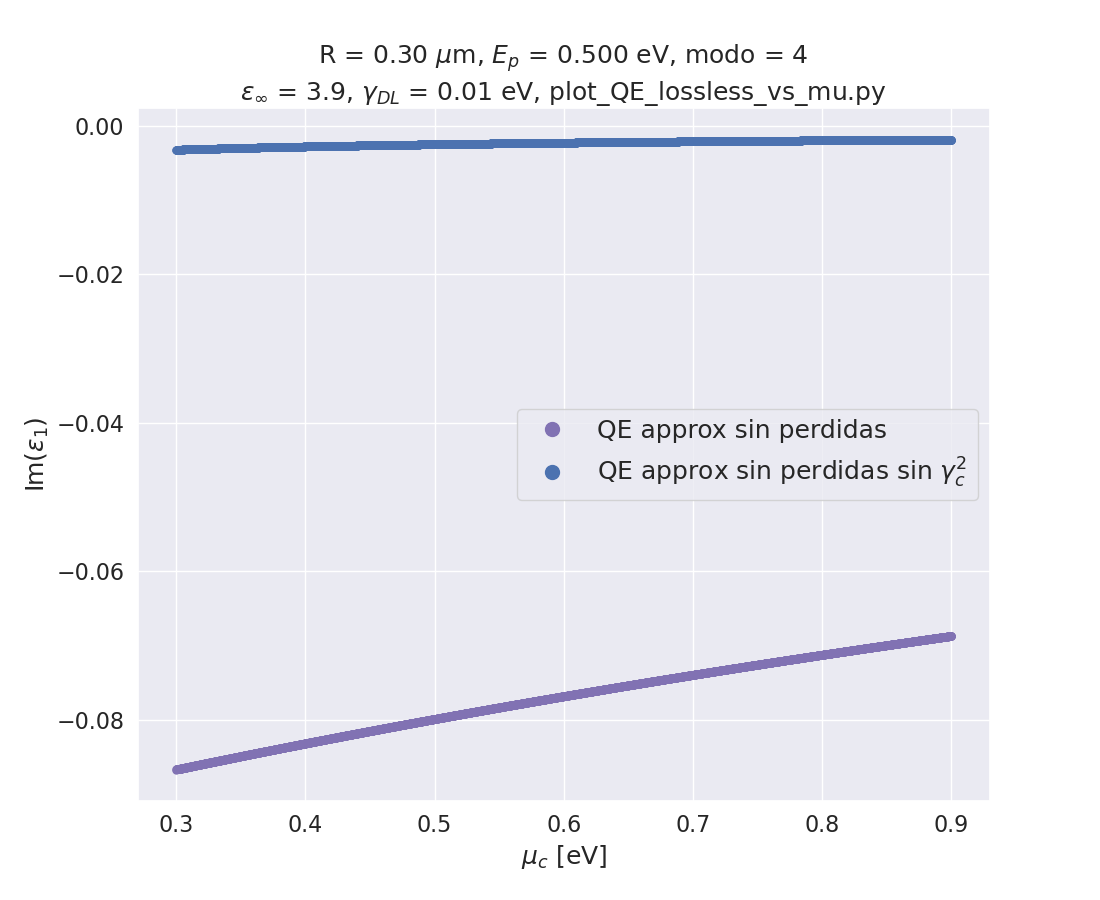 R = 0.30 μm, E_p = 0.500 eV, modo = 4
ε_∞ = 3.9, γ_DL = 0.01 eV, plot_QE_lossless_vs_mu.py
0.00
−0.02
−0.04
−0.06
−0.08
Im(ε₁)
QE approx sin perdidas
QE approx sin perdidas sin γ_c^2
0.3 0.4 0.5 0.6 0.7 0.8 0.9
μ_c [eV]